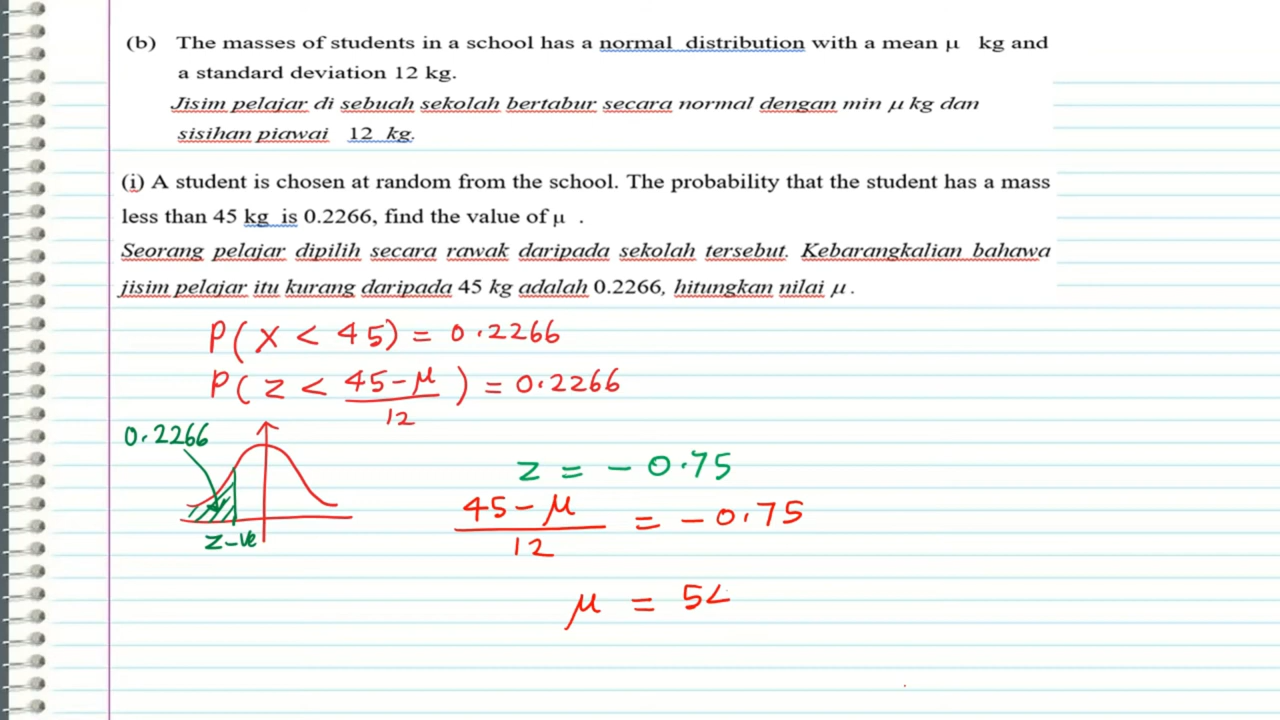 (b) The masses of students in a school has a normal distribution with a mean μ kg and
a standard deviation 12 kg.
Jisim pelajar di sebuah sekolah bertabur secara normal dengan min μ kg dan
sisihan piawai 12 kg.
(i) A student is chosen at random from the school. The probability that the student has a mass
less than 45 kg is 0.2266, find the value of μ .
Seorang pelajar dipilih secara rawak daripada sekolah tersebut. Kebarangkalian bahawa
jisim pelajar itu kurang daripada 45 kg adalah 0.2266, hitungkan nilai μ .
P(X < 45) = 0.2266
P(Z < (45-μ)/12) = 0.2266
0.2266
z-ve
z = -0.75
(45-μ)/12 = -0.75
μ =